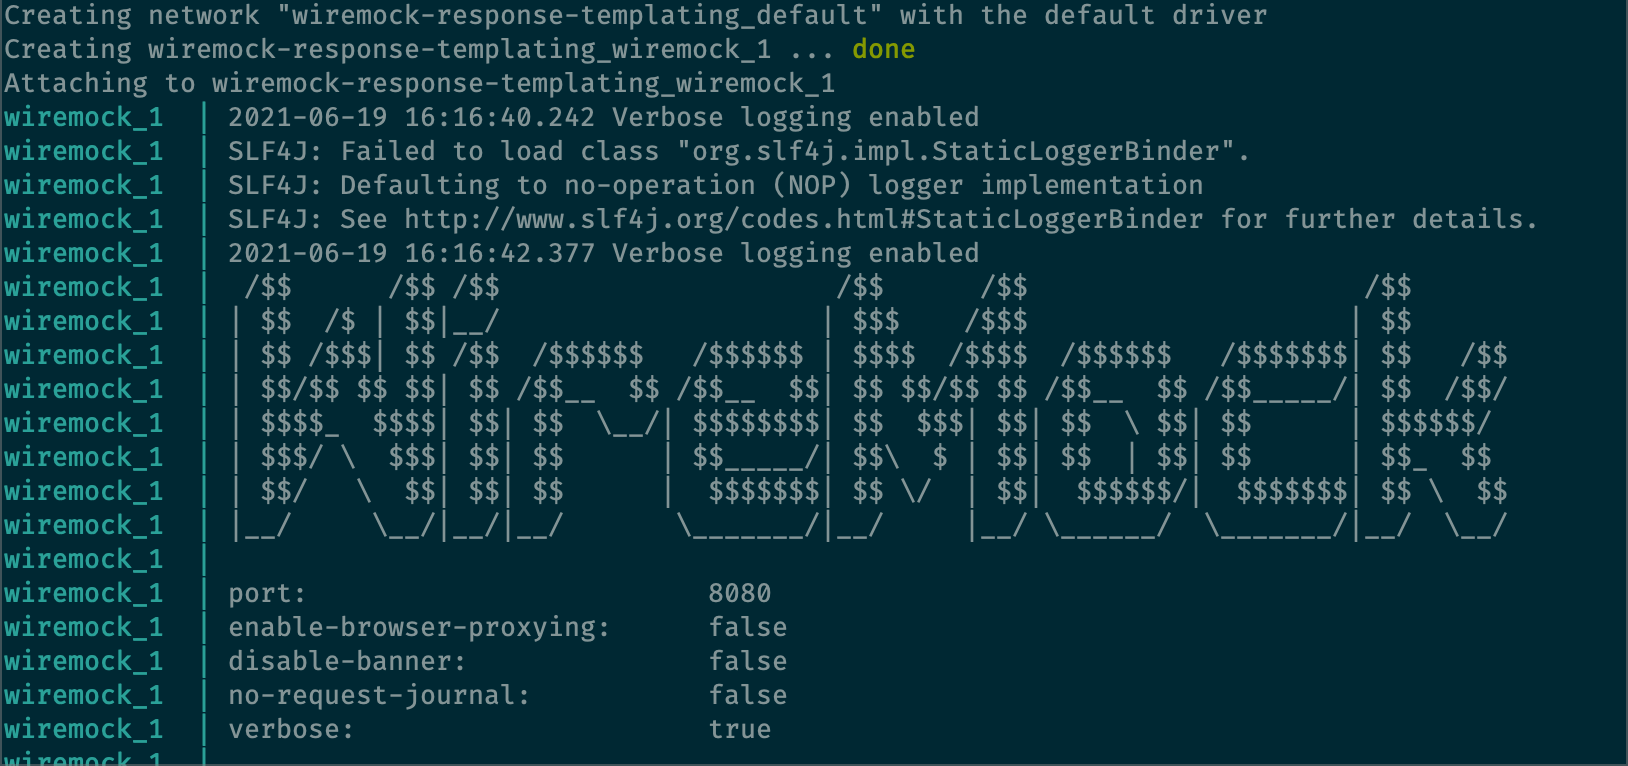 Creating network "wiremock-response-templating_default" with the default driver
Creating wiremock-response-templating_wiremock_1 ... done
Attaching to wiremock-response-templating_wiremock_1
wiremock_1  | 2021-06-19 16:16:40.242 Verbose logging enabled
wiremock_1  | SLF4J: Failed to load class "org.slf4j.impl.StaticLoggerBinder".
wiremock_1  | SLF4J: Defaulting to no-operation (NOP) logger implementation
wiremock_1  | SLF4J: See http://www.slf4j.org/codes.html#StaticLoggerBinder for further details.
wiremock_1  | 2021-06-19 16:16:42.377 Verbose logging enabled
wiremock_1  |  /$$      /$$ /$$                     /$$      /$$                     /$$
wiremock_1  | | $$  /$ | $$|__/                    | $$$    /$$$                    | $$
wiremock_1  | | $$ /$$$| $$ /$$  /$$$$$$   /$$$$$$ | $$$$  /$$$$  /$$$$$$   /$$$$$$$| $$   /$$
wiremock_1  | | $$/$$ $$ $$| $$ /$$__  $$ /$$__  $$| $$ $$/$$ $$ /$$__  $$ /$$_____/| $$  /$$/
wiremock_1  | | $$$$_  $$$$| $$| $$  \__/| $$$$$$$$| $$  $$$| $$| $$  \ $$| $$      | $$$$$$/
wiremock_1  | | $$$/ \  $$$| $$| $$      | $$_____/| $$\  $ | $$| $$  | $$| $$      | $$_  $$
wiremock_1  | | $$/   \  $$| $$| $$      |  $$$$$$$| $$ \/  | $$|  $$$$$$/|  $$$$$$$| $$ \  $$
wiremock_1  | |__/     \__/|__/|__/       \_______/|__/     |__/ \______/  \_______/|__/  \__/
wiremock_1  |
wiremock_1  | port:                         8080
wiremock_1  | enable-browser-proxying:      false
wiremock_1  | disable-banner:               false
wiremock_1  | no-request-journal:           false
wiremock_1  | verbose:                      true
wiremock_1  |